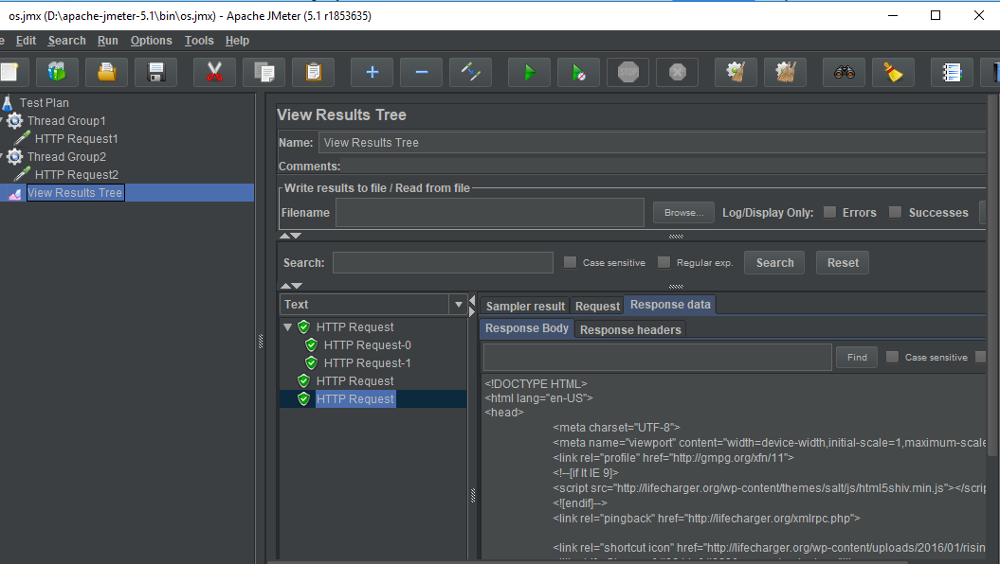 os.jmx (D:\apache-jmeter-5.1\bin\os.jmx) - Apache JMeter (5.1 r1853635)
e Edit Search Run Options Tools Help
STOP
Test Plan
Thread Group1
HTTP Request1
Thread Group2
HTTP Request2
View Results Tree
View Results Tree
Name: View Results Tree
Comments:
Write results to file / Read from file
Filename Browse... Log/Display Only: Errors Successes
Search: Case sensitive Regular exp. Search Reset
Text
HTTP Request
HTTP Request-0
HTTP Request-1
HTTP Request
HTTP Request
Sampler result Request Response data
Response Body Response headers
Find Case sensitive
<!DOCTYPE HTML>
<html lang="en-US">
<head>
<meta charset="UTF-8">
<meta name="viewport" content="width=device-width,initial-scale=1,maximum-scale
<link rel="profile" href="http://gmpg.org/xfn/11">
<!--[if lt IE 9]>
<script src="http://lifecharger.org/wp-content/themes/salt/js/html5shiv.min.js"></scrip
<![endif]-->
<link rel="pingback" href="http://lifecharger.org/xmlrpc.php">
<link rel="shortcut icon" href="http://lifecharger.org/wp-content/uploads/2016/01/rising